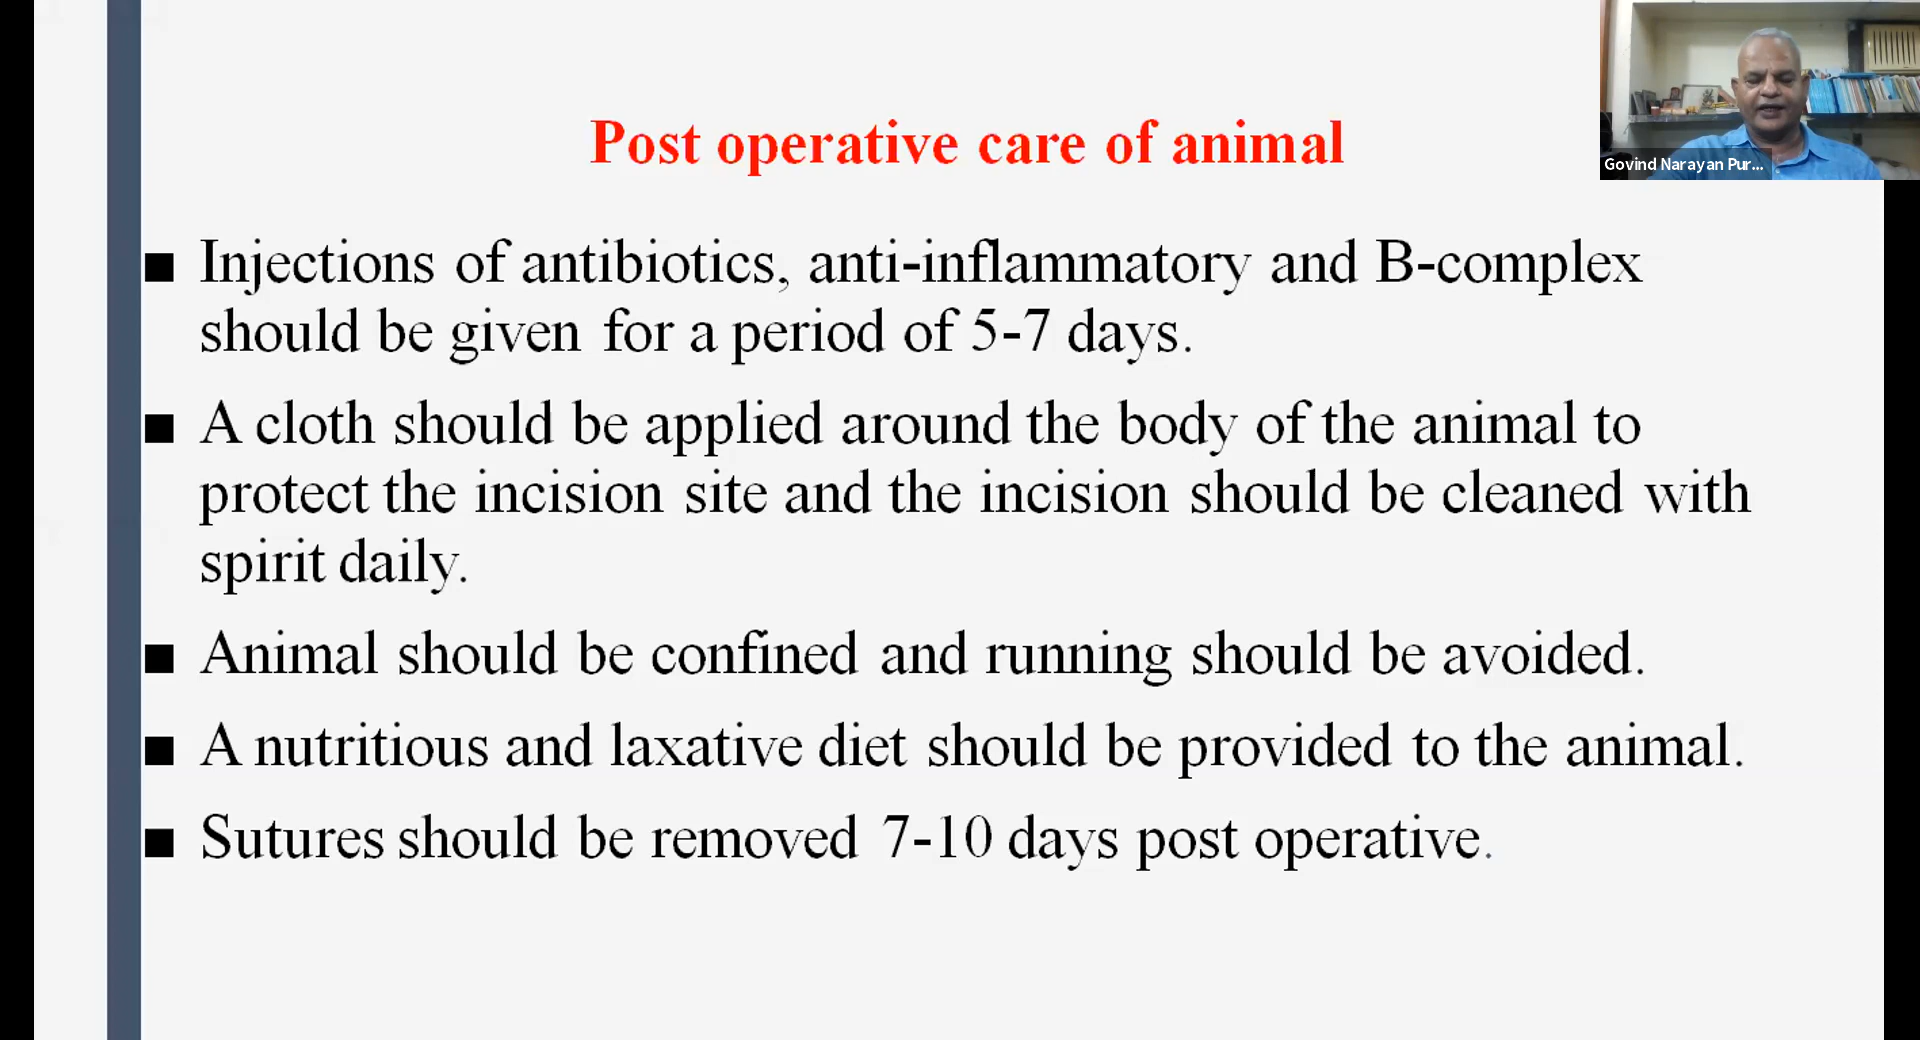 Post operative care of animal
Govind Narayan Pur...
■ Injections of antibiotics, anti-inflammatory and B-complex
should be given for a period of 5-7 days.
■ A cloth should be applied around the body of the animal to
protect the incision site and the incision should be cleaned with
spirit daily.
■ Animal should be confined and running should be avoided.
■ A nutritious and laxative diet should be provided to the animal.
■ Sutures should be removed 7-10 days post operative.